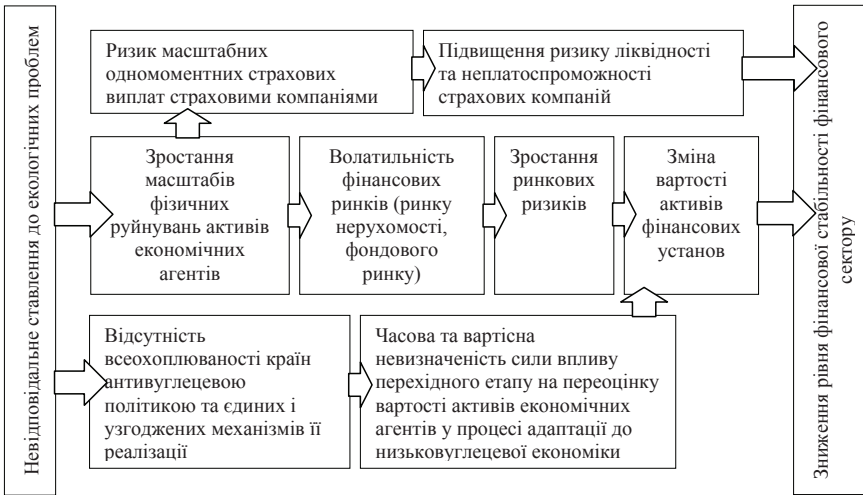 Невідповідальне ставлення до екологічних проблем
Ризик масштабних
одномоментних страхових
виплат страховими компаніями
Підвищення ризику ліквідності
та неплатоспроможності
страхових компаній
Зростання
масштабів
фізичних
руйнувань активів
економічних
агентів
Волатильність
фінансових
ринків (ринку
нерухомості,
фондового
ринку)
Зростання
ринкових
ризиків
Зміна
вартості
активів
фінансових
установ
Відсутність
всеохоплюваності країн
антивуглецевою
політикою та єдиних і
узгоджених механізмів її
реалізації
Часова та вартісна
невизначеність сили впливу
перехідного етапу на переоцінку
вартості активів економічних
агентів у процесі адаптації до
низьковуглецевої економіки
Зниження рівня фінансової стабільності фінансового
сектору